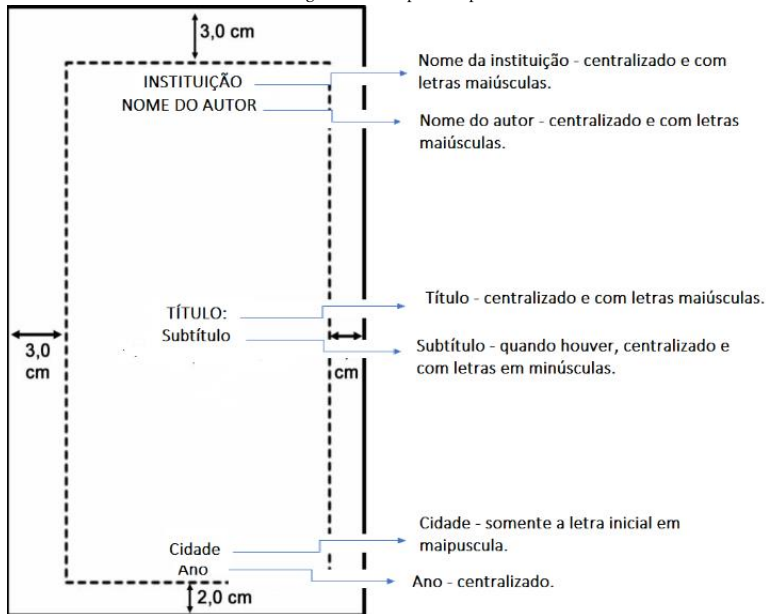 3,0 cm
INSTITUIÇÃO
NOME DO AUTOR
Nome da instituição - centralizado e com
letras maiúsculas.
Nome do autor - centralizado e com letras
maiúsculas.
TÍTULO:
Subtítulo
Título - centralizado e com letras maiúsculas.
Subtítulo - quando houver, centralizado e
com letras em minúsculas.
3,0
cm
cm
Cidade
Ano
Cidade - somente a letra inicial em
maipuscula.
Ano - centralizado.
2,0 cm